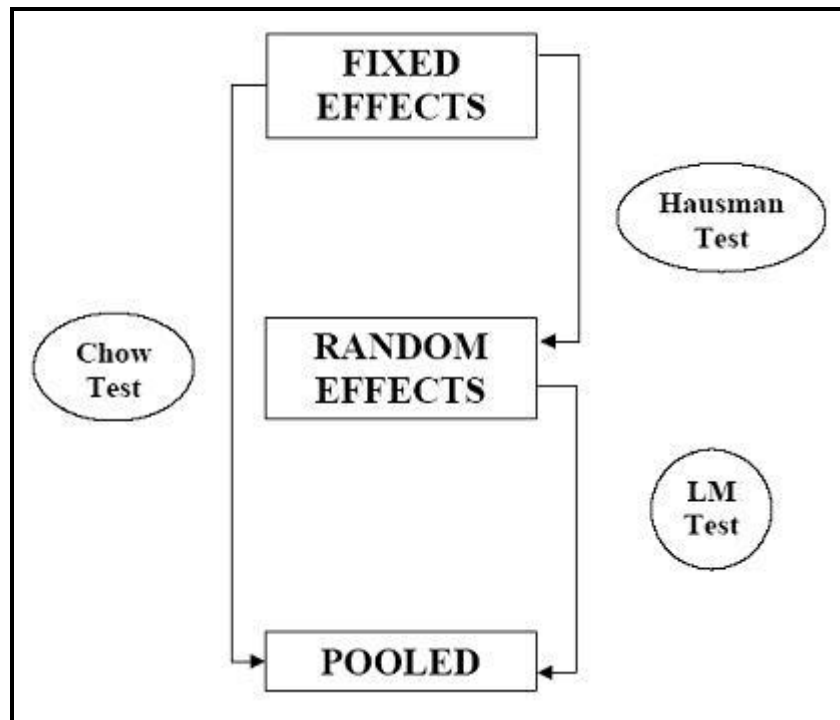 FIXED
EFFECTS
Hausman
Test
Chow
Test
RANDOM
EFFECTS
LM
Test
POOLED